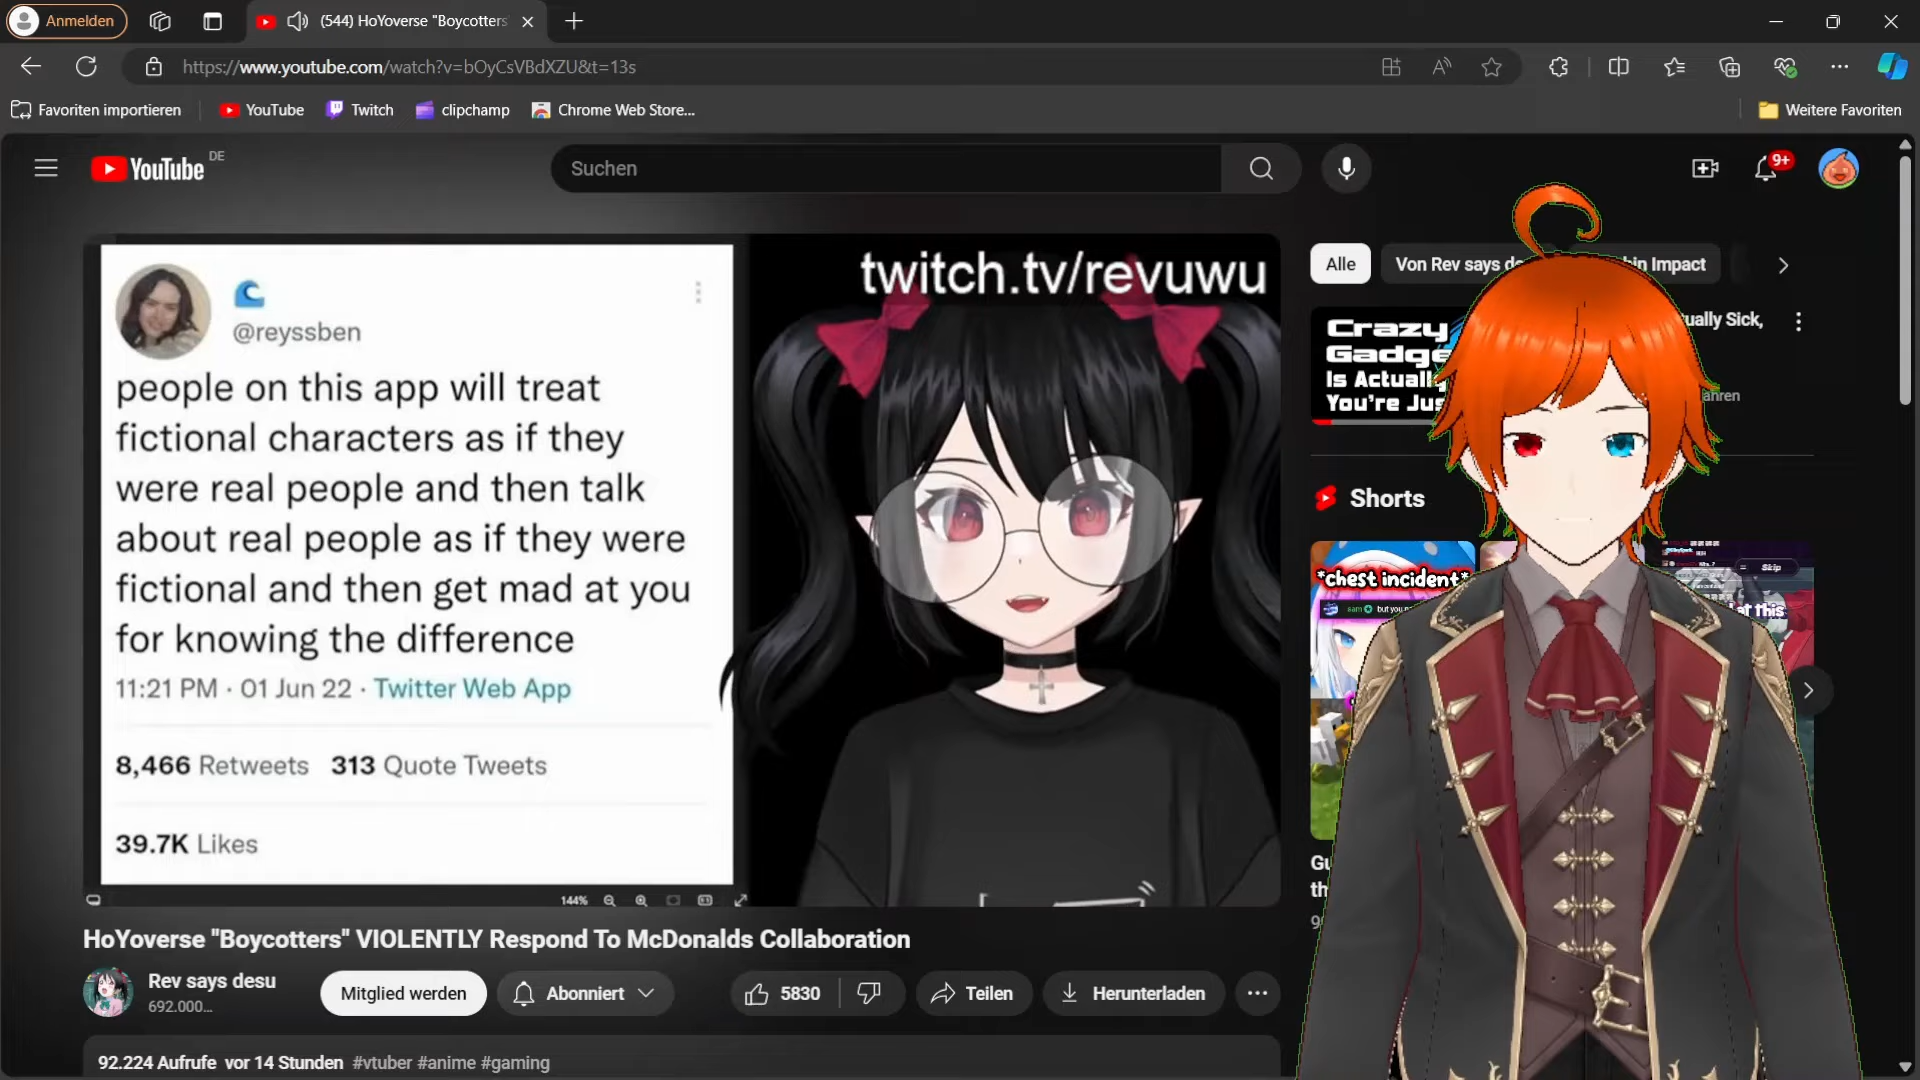 Anmelden
(544) HoYoverse "Boycotters"
https://www.youtube.com/watch?v=bOyCsVBdXZU&t=13s
Favoriten importieren
YouTube
Twitch
clipchamp
Chrome Web Store...
Weitere Favoriten
YouTube DE
Suchen
9+
twitch.tv/revuwu
@reyssben
people on this app will treat
fictional characters as if they
were real people and then talk
about real people as if they were
fictional and then get mad at you
for knowing the difference
11:21 PM · 01 Jun 22 · Twitter Web App
8,466 Retweets 313 Quote Tweets
39.7K Likes
144%
HoYoverse "Boycotters" VIOLENTLY Respond To McDonalds Collaboration
Rev says desu
692.000...
Mitglied werden
Abonniert
5830
Teilen
Herunterladen
92.224 Aufrufe vor 14 Stunden #vtuber #anime #gaming
Alle
Von Rev says
Impact
Crazy
Is
You're
Sick,
Shorts
*chest incident*
but
Skip
at this